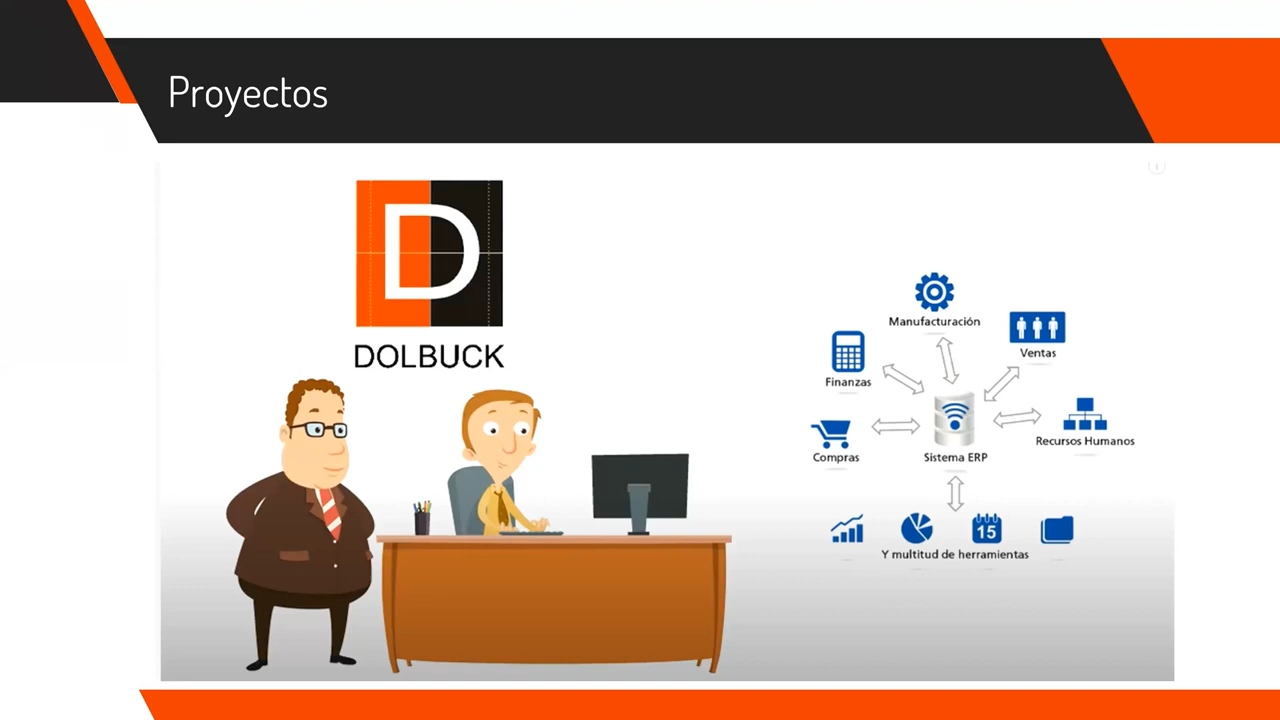 Proyectos
D
DOLBUCK
Manufacturación
Ventas
Finanzas
Recursos Humanos
Compras
Sistema ERP
15
Y multitud de herramientas